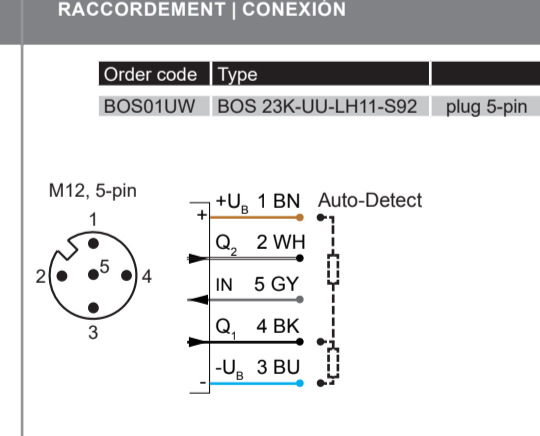 RACCORDEMENT | CONEXIÓN
Order code Type
BOS01UW BOS 23K-UU-LH11-S92 plug 5-pin
M12, 5-pin
1
2 5 4
3
+ +UB 1 BN Auto-Detect
Q2 2 WH
IN 5 GY
Q1 4 BK
- -UB 3 BU